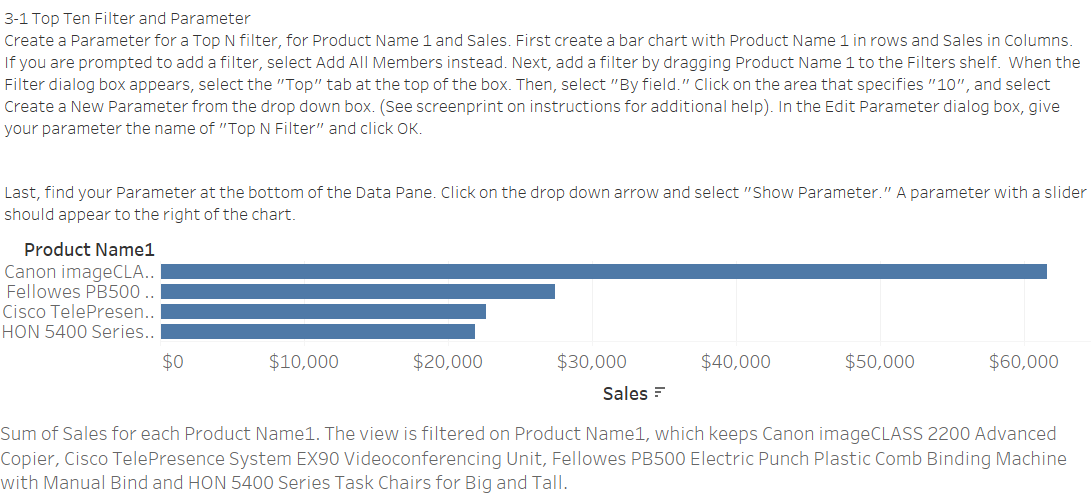 3-1 Top Ten Filter and Parameter
Create a Parameter for a Top N filter, for Product Name 1 and Sales. First create a bar chart with Product Name 1 in rows and Sales in Columns.
If you are prompted to add a filter, select Add All Members instead. Next, add a filter by dragging Product Name 1 to the Filters shelf.  When the
Filter dialog box appears, select the "Top" tab at the top of the box. Then, select "By field." Click on the area that specifies "10", and select
Create a New Parameter from the drop down box. (See screenprint on instructions for additional help). In the Edit Parameter dialog box, give
your parameter the name of "Top N Filter" and click OK.
Last, find your Parameter at the bottom of the Data Pane. Click on the drop down arrow and select "Show Parameter." A parameter with a slider
should appear to the right of the chart.
Product Name1
Canon imageCLA..
Fellowes PB500 ..
Cisco TelePresen..
HON 5400 Series..
$0 $10,000 $20,000 $30,000 $40,000 $50,000 $60,000
Sales
Sum of Sales for each Product Name1. The view is filtered on Product Name1, which keeps Canon imageCLASS 2200 Advanced
Copier, Cisco TelePresence System EX90 Videoconferencing Unit, Fellowes PB500 Electric Punch Plastic Comb Binding Machine
with Manual Bind and HON 5400 Series Task Chairs for Big and Tall.